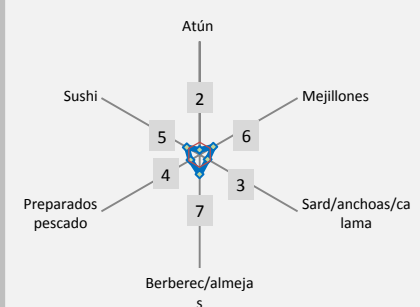 Atún
2
Sushi
Mejillones
5
6
4
3
Preparados
pescado
7
Sard/anchoas/ca
lama
Berberec/almeja
s